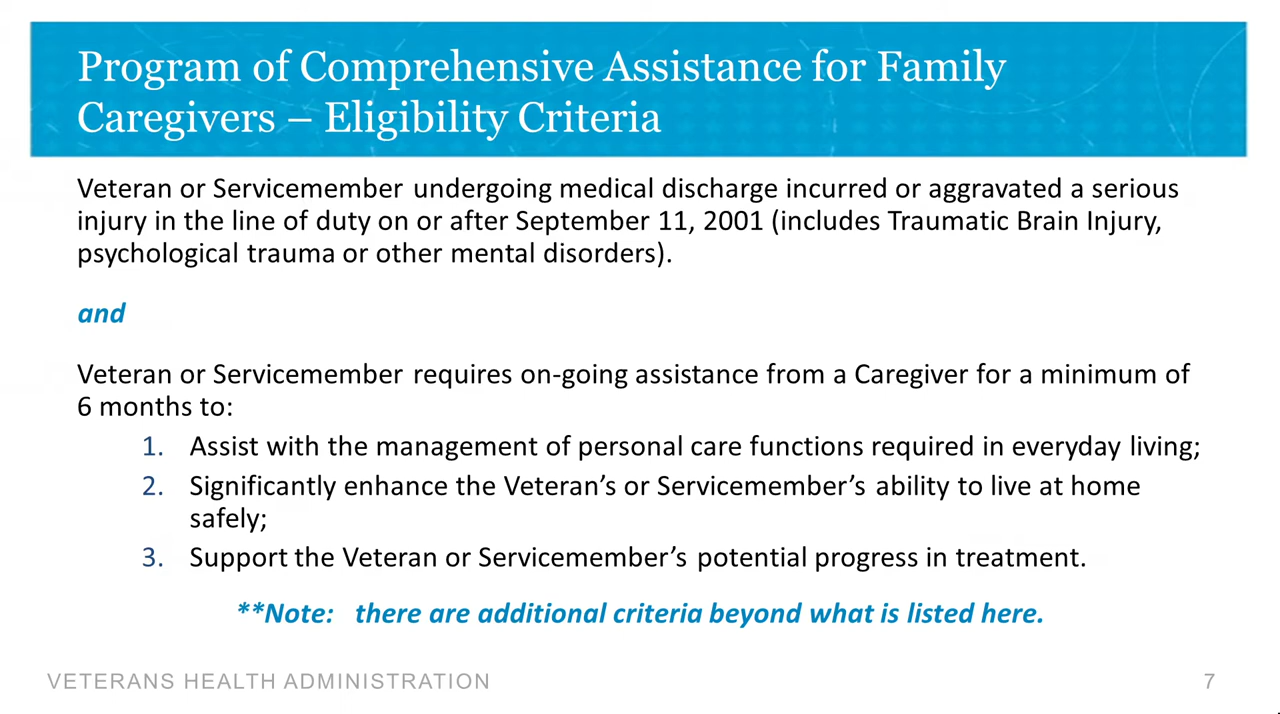 Program of Comprehensive Assistance for Family
Caregivers – Eligibility Criteria
Veteran or Servicemember undergoing medical discharge incurred or aggravated a serious
injury in the line of duty on or after September 11, 2001 (includes Traumatic Brain Injury,
psychological trauma or other mental disorders).
and
Veteran or Servicemember requires on-going assistance from a Caregiver for a minimum of
6 months to:
1. Assist with the management of personal care functions required in everyday living;
2. Significantly enhance the Veteran's or Servicemember's ability to live at home
safely;
3. Support the Veteran or Servicemember's potential progress in treatment.
**Note: there are additional criteria beyond what is listed here.
VETERANS HEALTH ADMINISTRATION
7